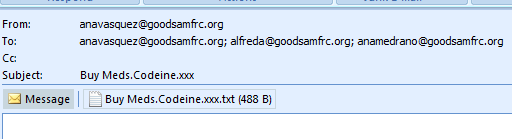 From: anavasquez@goodsamfrc.org
To: anavasquez@goodsamfrc.org; alfreda@goodsamfrc.org; anamedrano@goodsamfrc.org
Cc:
Subject: Buy Meds.Codeine.xxx
Message Buy Meds.Codeine.xxx.txt (488 B)